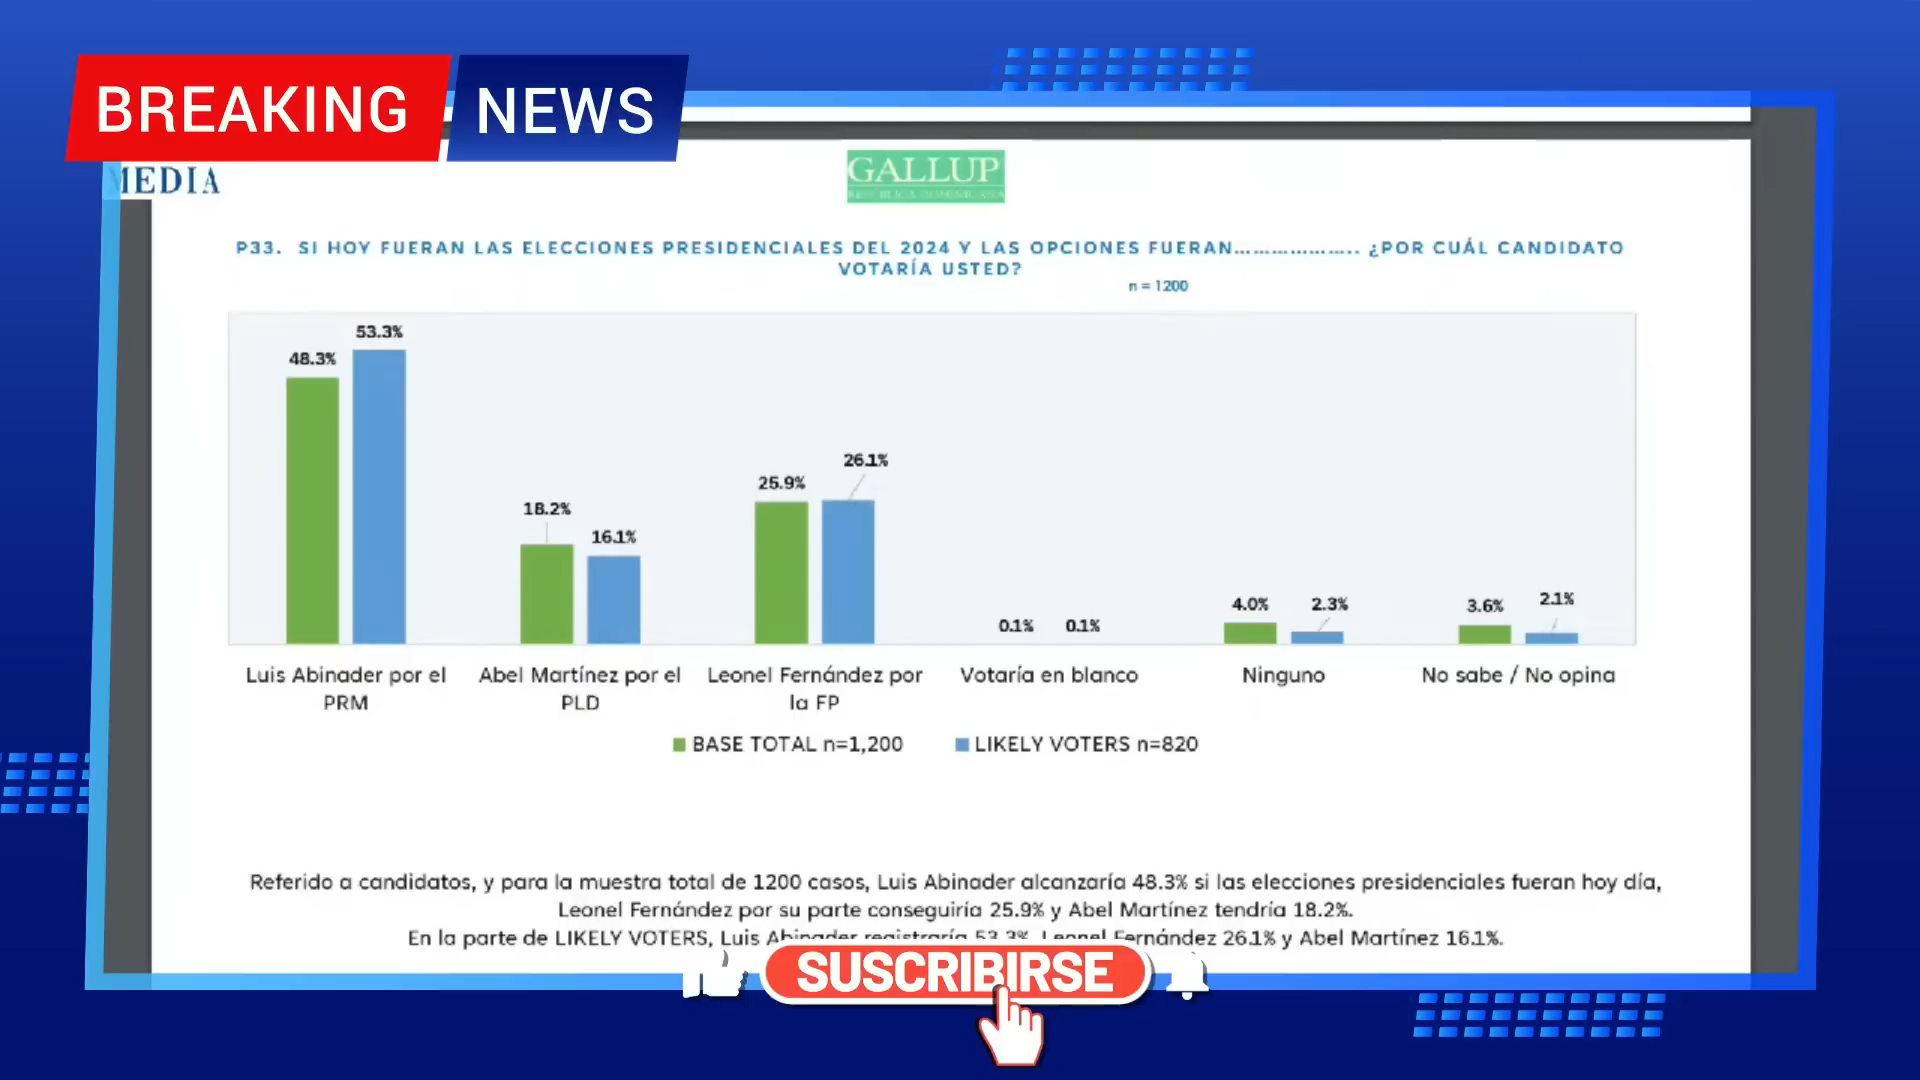 BREAKING NEWS
MEDIA
GALLUP
P33. SI HOY FUERAN LAS ELECCIONES PRESIDENCIALES DEL 2024 Y LAS OPCIONES FUERAN.................. ¿POR CUÁL CANDIDATO
VOTARÍA USTED?
n = 1200
48.3% 53.3%
18.2% 16.1%
25.9% 26.1%
0.1% 0.1%
4.0% 2.3%
3.6% 2.1%
Luis Abinader por el
PRM
Abel Martínez por el
PLD
Leonel Fernández por
la FP
Votaría en blanco
Ninguno
No sabe / No opina
BASE TOTAL n=1,200
LIKELY VOTERS n=820
Referido a candidatos, y para la muestra total de 1200 casos, Luis Abinader alcanzaría 48.3% si las elecciones presidenciales fueran hoy día,
Leonel Fernández por su parte conseguiría 25.9% y Abel Martínez tendría 18.2%.
En la parte de LIKELY VOTERS, Luis Abinader registraría 53.3%, Leonel Fernández 26.1% y Abel Martínez 16.1%.
SUSCRIBIRSE